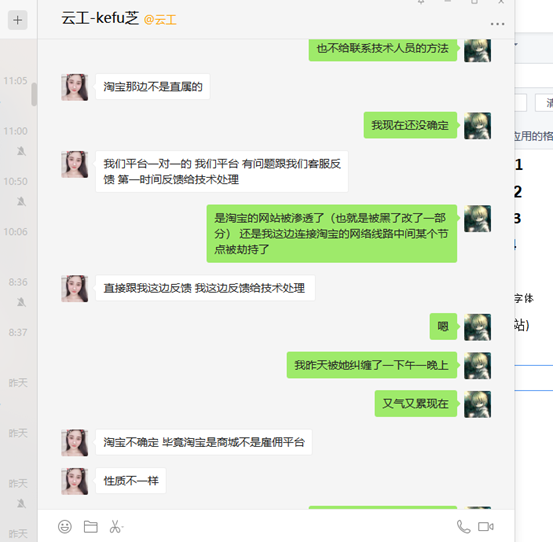 云工-kefu芝 @云工
也不给联系技术人员的方法
11:05
淘宝那边不是直属的
我现在还没确定
11:00
我们平台一对一的 我们平台 有问题跟我们客服反
馈 第一时间反馈给技术处理
10:50
是淘宝的网站被渗透了（也就是被黑了改了一部
分） 还是我这边连接淘宝的网络线路中间某个节
点被劫持了
10:06
直接跟我这边反馈 我这边反馈给技术处理
8:36
嗯
8:37
我昨天被她纠缠了一下午一晚上
昨天
又气又累现在
昨天
淘宝不确定 毕竟淘宝是商城不是雇佣平台
性质不一样
昨天
昨天
应用的格
1
2
3
4
字体
站)